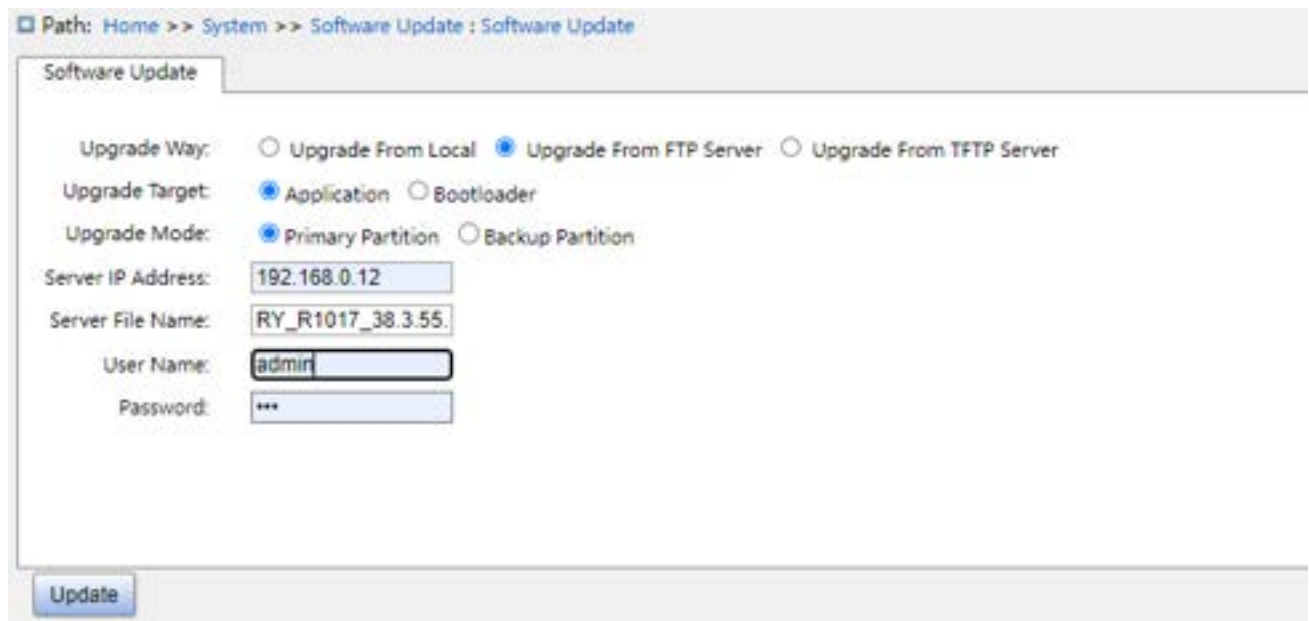 Path: Home >> System >> Software Update : Software Update
Software Update
Upgrade Way: Upgrade From Local Upgrade From FTP Server Upgrade From TFTP Server
Upgrade Target: Application Bootloader
Upgrade Mode: Primary Partition Backup Partition
Server IP Address: 192.168.0.12
Server File Name: RY_R1017_38.3.55.
User Name: admin
Password: •••
Update